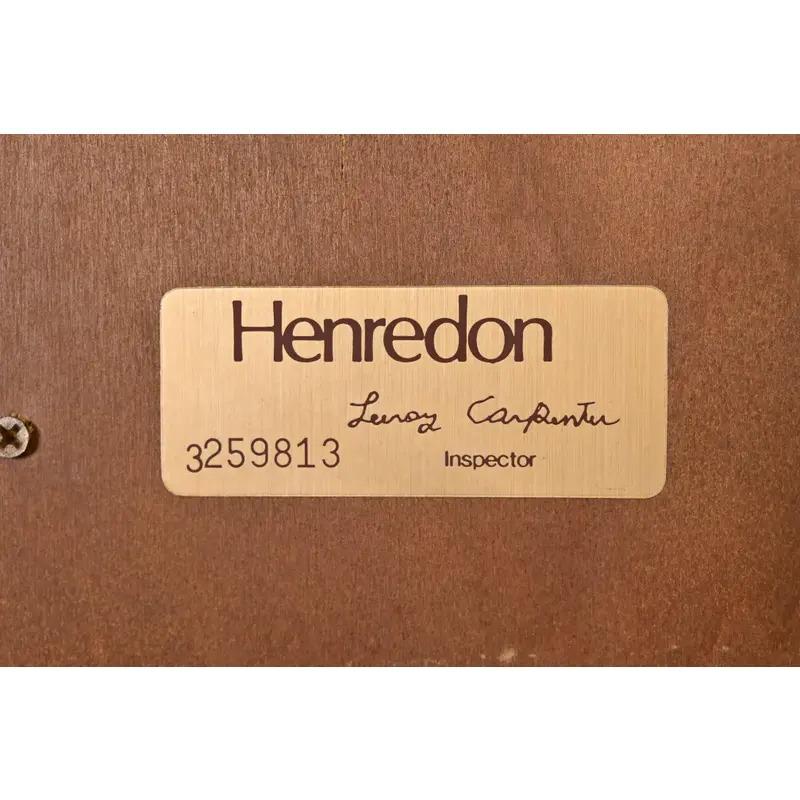 Henredon
Leroy Carpenter
3259813
Inspector